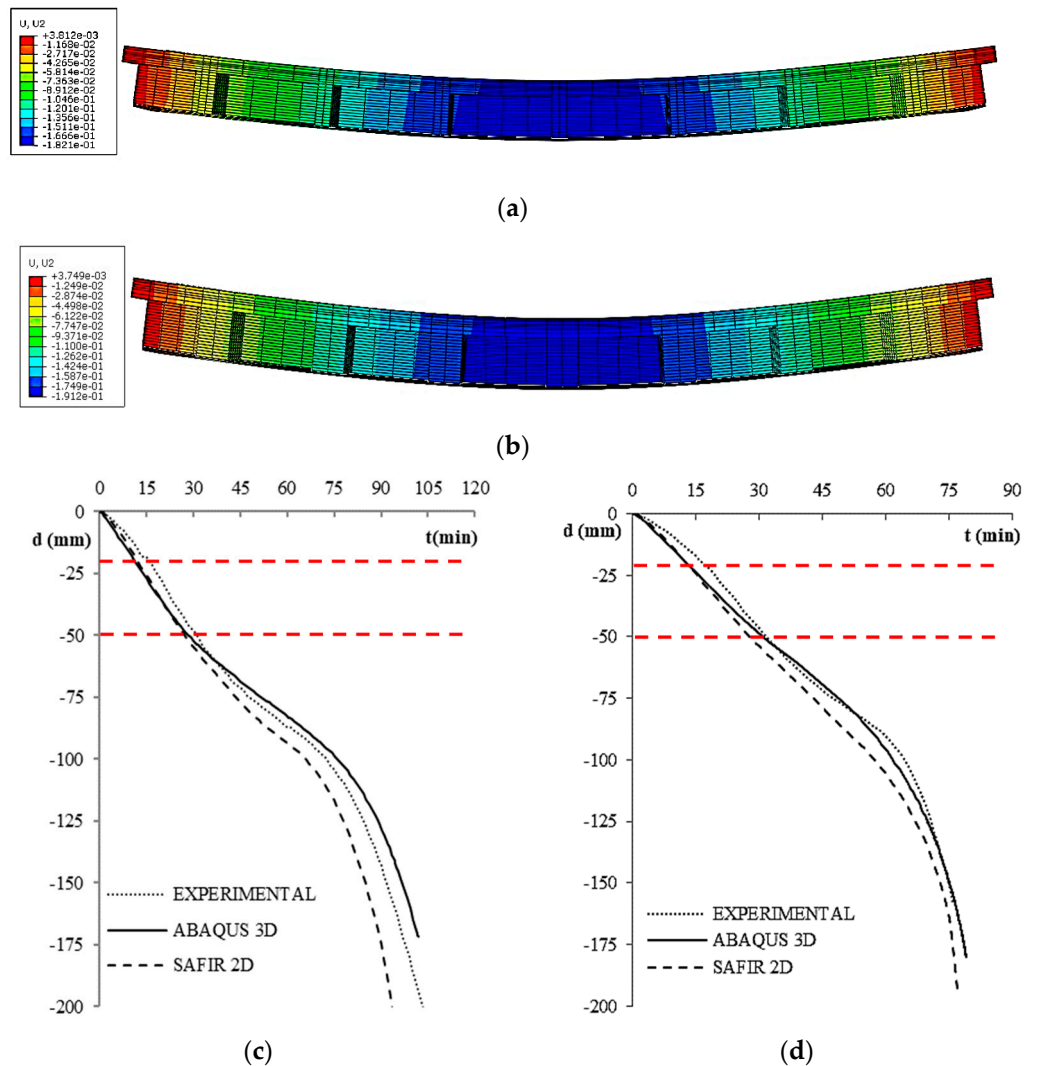 U, U2
+3.812e-03
-1.168e-02
-2.717e-02
-4.265e-02
-5.814e-02
-7.363e-02
-8.912e-02
-1.046e-01
-1.201e-01
-1.356e-01
-1.511e-01
-1.666e-01
-1.821e-01
(a)
U, U2
+3.749e-03
-1.249e-02
-2.874e-02
-4.498e-02
-6.122e-02
-7.747e-02
-9.371e-02
-1.100e-01
-1.262e-01
-1.424e-01
-1.587e-01
-1.749e-01
-1.912e-01
(b)
0 15 30 45 60 75 90 105 120
0
d (mm)
t(min)
-25
-50
-75
-100
-125
-150
-175
-200
EXPERIMENTAL
ABAQUS 3D
SAFIR 2D
(c)
0 15 30 45 60 75 90
0
d (mm)
t (min)
-25
-50
-75
-100
-125
-150
-175
-200
EXPERIMENTAL
ABAQUS 3D
SAFIR 2D
(d)